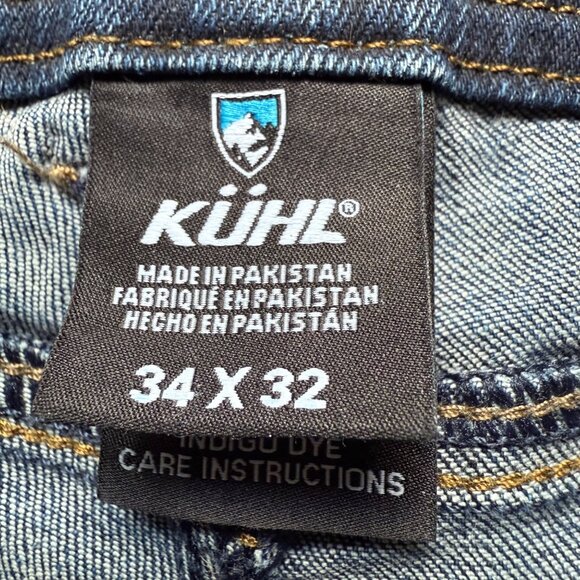 KÜHL®
MADE IN PAKISTAN
FABRIQUÉ EN PAKISTAN
HECHO EN PAKISTÁN
34 X 32
INDIGO DYE
CARE INSTRUCTIONS